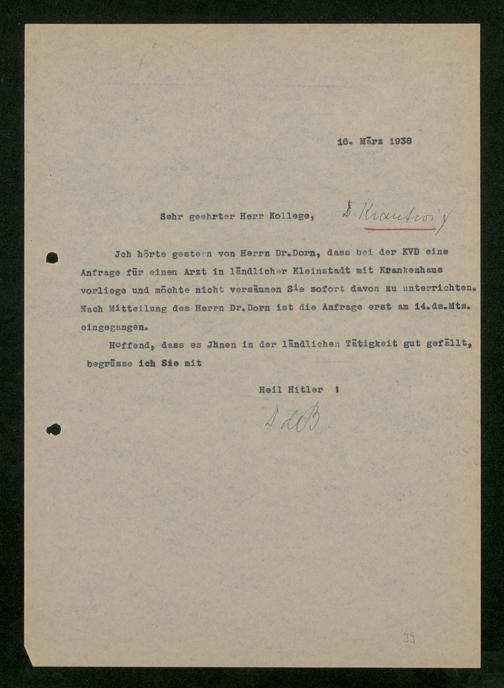 16. März 1938
Sehr geehrter Herr Kollege,
Ich hörte gestern von Herrn Dr.Dorn, dass bei der KVD eine
Anfrage für einen Arzt in ländlicher Kleinstadt mit Krankenhaus
vorliege und möchte nicht versäumen Sie sofort davon zu unterrichten.
Nach Mitteilung des Herrn Dr.Dorn ist die Anfrage erst am 14.ds.Mts.
eingegangen.
Hoffend, dass es Jhnen in der ländlichen Tätigkeit gut gefällt,
begrüsse ich Sie mit
Heil Hitler !
99